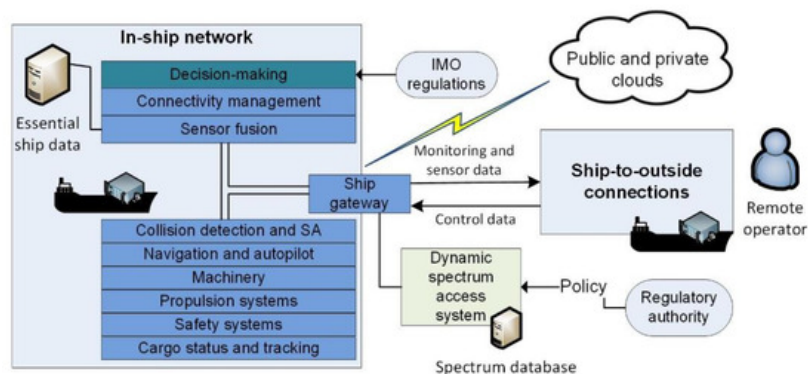 In-ship network
Decision-making
Connectivity management
Sensor fusion
Essential
ship data
IMO
regulations
Public and private
clouds
Monitoring and
sensor data
Ship
gateway
Control data
Ship-to-outside
connections
Remote
operator
Collision detection and SA
Navigation and autopilot
Machinery
Propulsion systems
Safety systems
Cargo status and tracking
Dynamic
spectrum
access
system
Policy
Regulatory
authority
Spectrum database